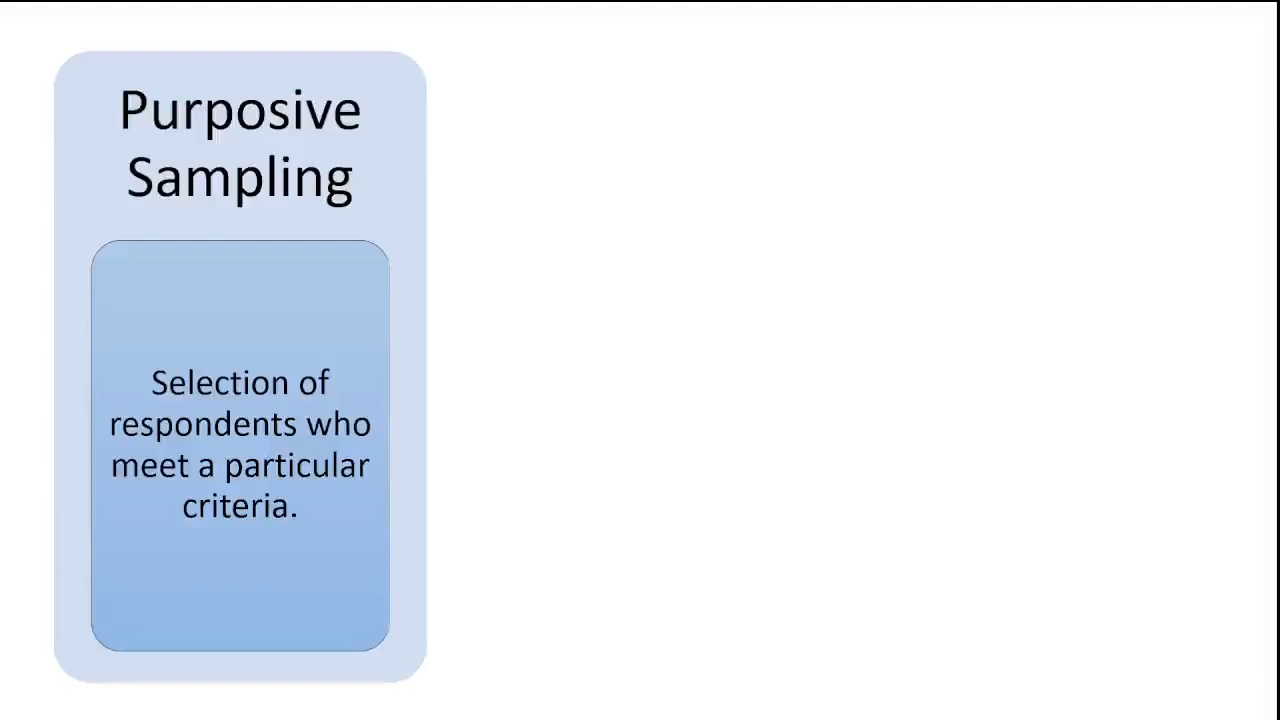 Purposive
Sampling
Selection of
respondents who
meet a particular
criteria.